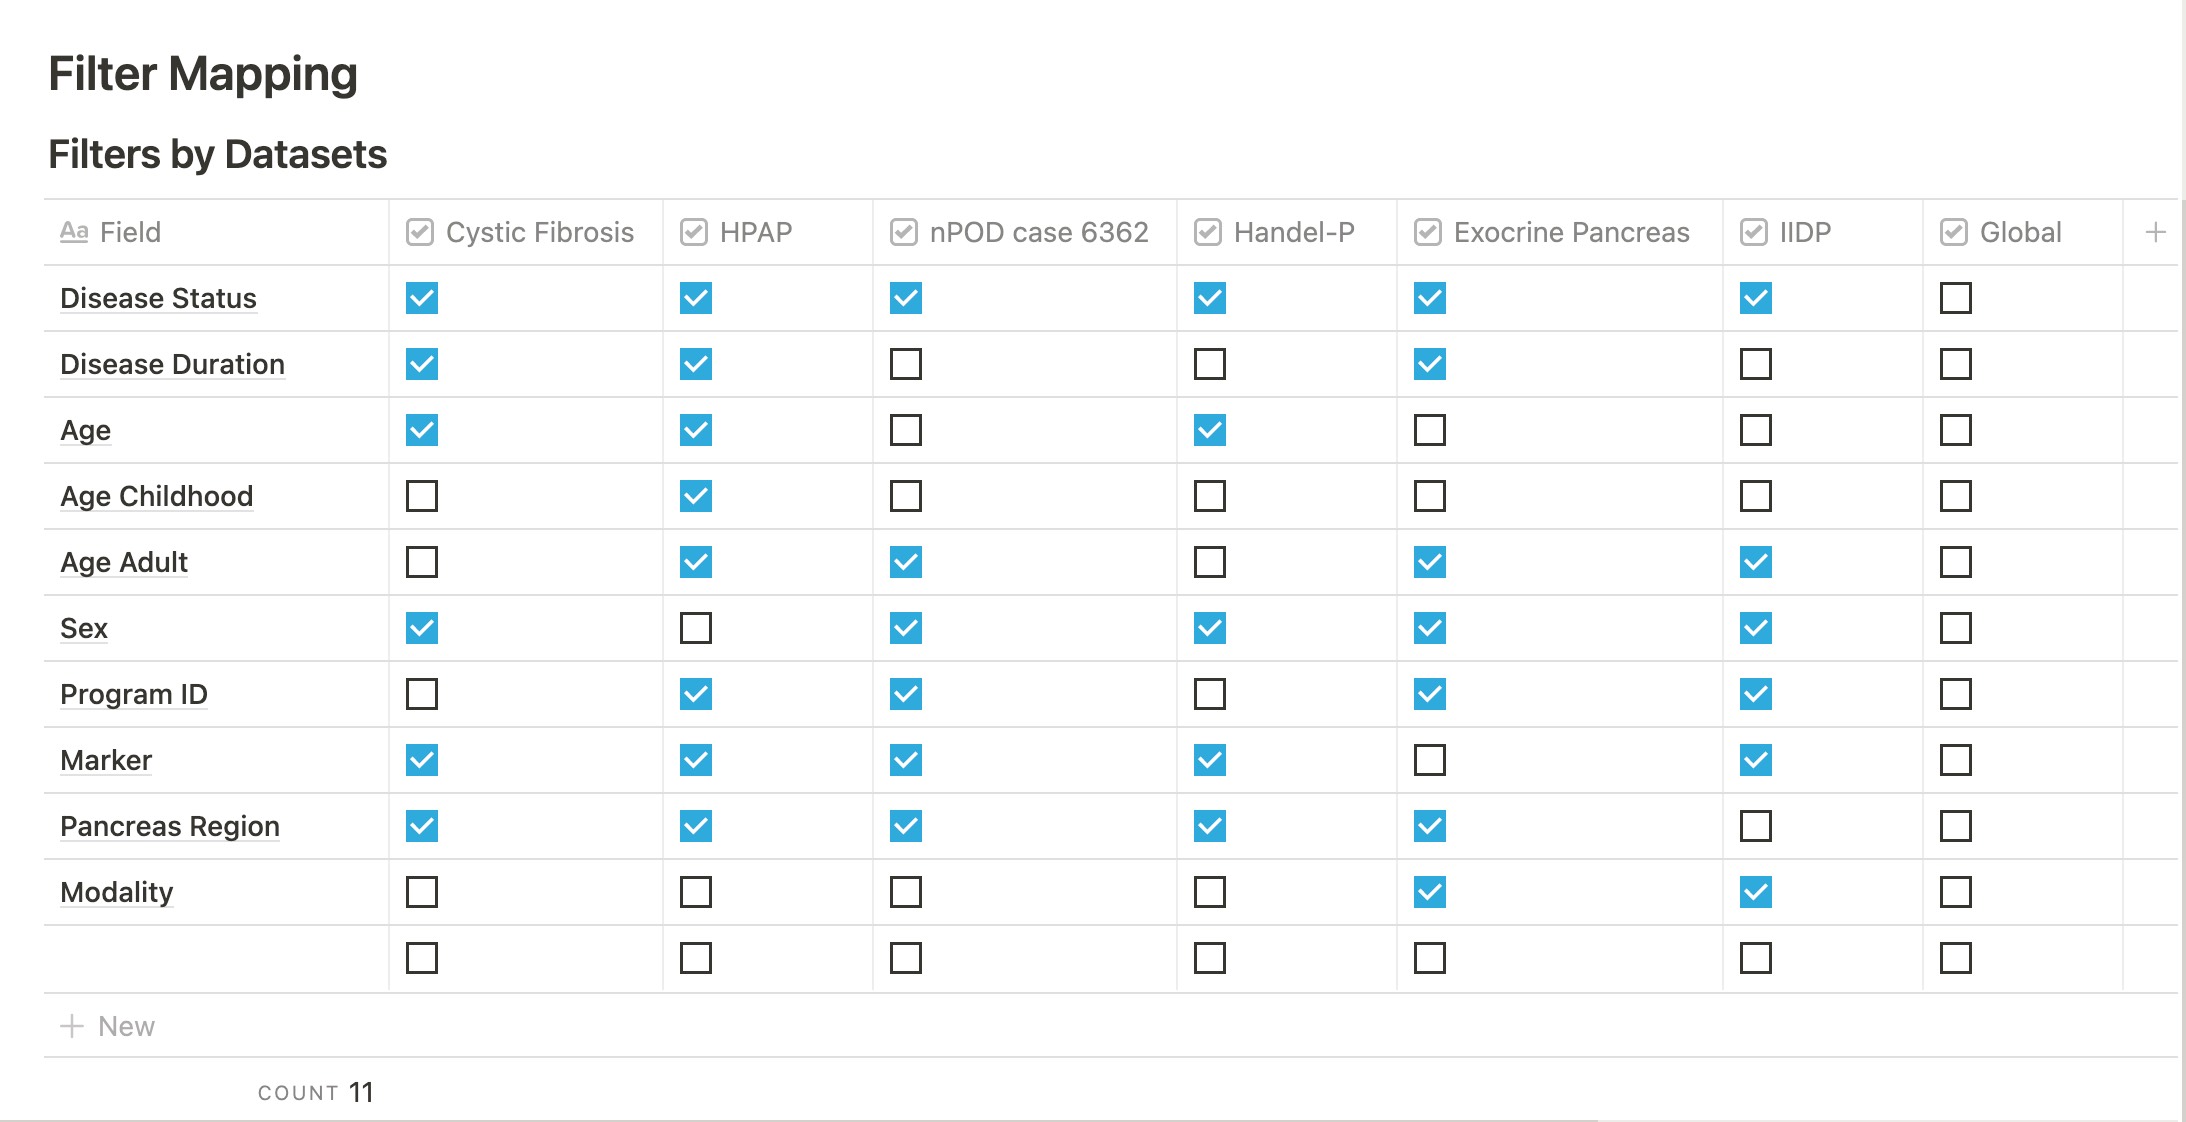 Filter Mapping
Filters by Datasets
Aa Field Cystic Fibrosis HPAP nPOD case 6362 Handel-P Exocrine Pancreas IIDP Global
Disease Status
Disease Duration
Age
Age Childhood
Age Adult
Sex
Program ID
Marker
Pancreas Region
Modality
+ New
COUNT 11